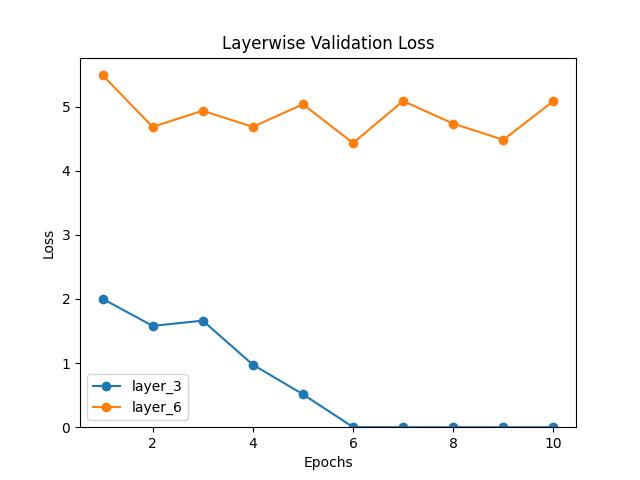 Layerwise Validation Loss
Loss
5
4
3
2
1
0
layer_3
layer_6
2 4 6 8 10
Epochs